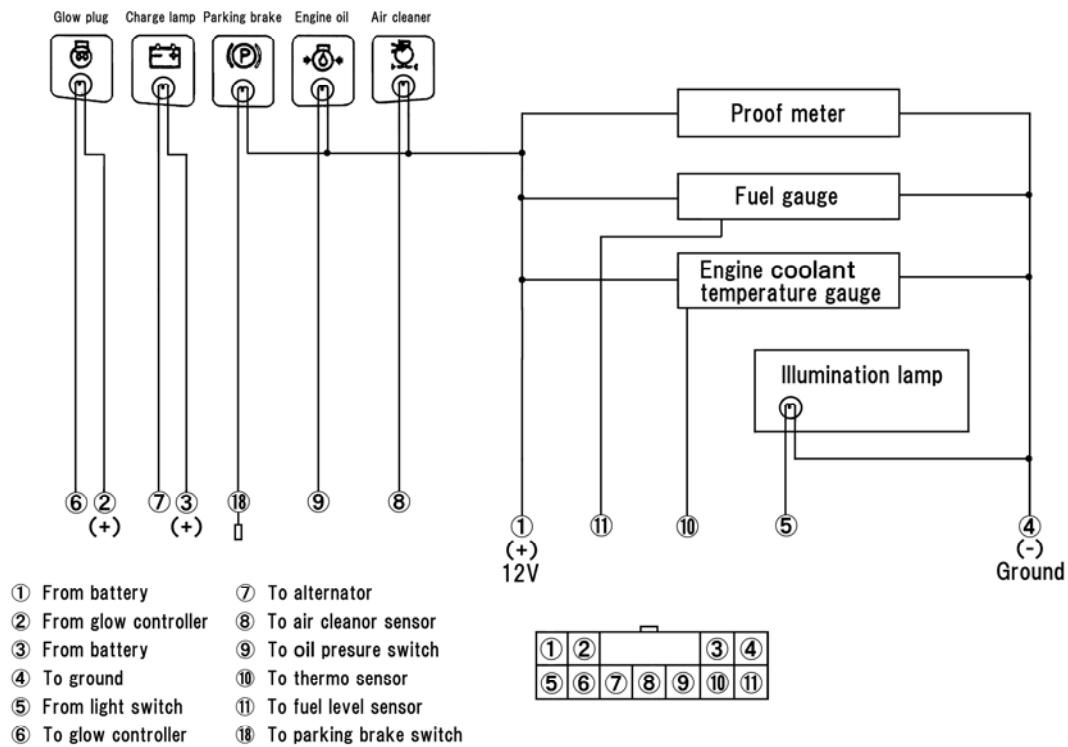 Glow plug Charge lamp Parking brake Engine oil Air cleaner
P
Proof meter
Fuel gauge
Engine coolant
temperature gauge
Illumination lamp
⑥ ② ⑦ ③ ⑱ ⑨ ⑧
(+) (+)
① ⑪ ⑩ ⑤ ④
(+) (-)
12V Ground
① From battery
② From glow controller
③ From battery
④ To ground
⑤ From light switch
⑥ To glow controller
⑦ To alternator
⑧ To air cleanor sensor
⑨ To oil presure switch
⑩ To thermo sensor
⑪ To fuel level sensor
⑱ To parking brake switch
① ② ③ ④
⑤ ⑥ ⑦ ⑧ ⑨ ⑩ ⑪